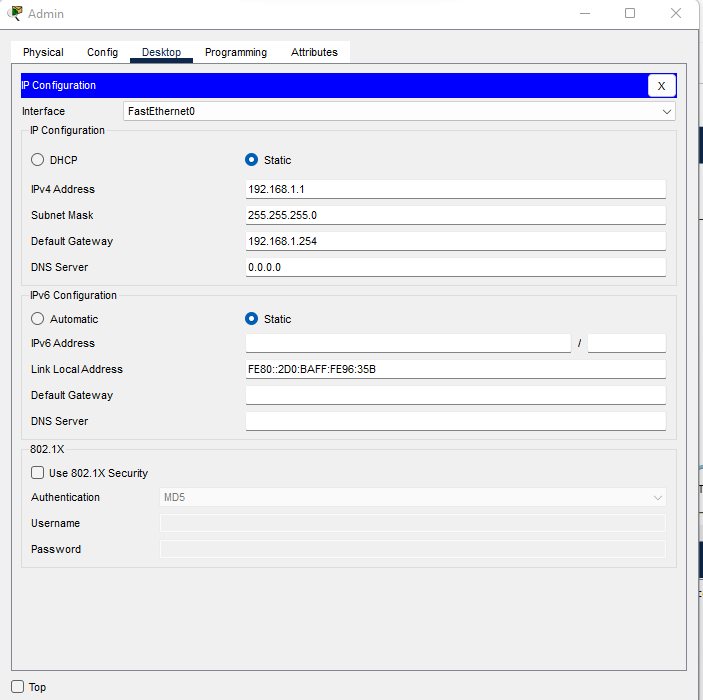 Admin
Physical Config Desktop Programming Attributes
IP Configuration X
Interface FastEthernet0
IP Configuration
DHCP Static
IPv4 Address 192.168.1.1
Subnet Mask 255.255.255.0
Default Gateway 192.168.1.254
DNS Server 0.0.0.0
IPv6 Configuration
Automatic Static
IPv6 Address /
Link Local Address FE80::2D0:BAFF:FE96:35B
Default Gateway
DNS Server
802.1X
Use 802.1X Security
Authentication MD5
Username
Password
Top